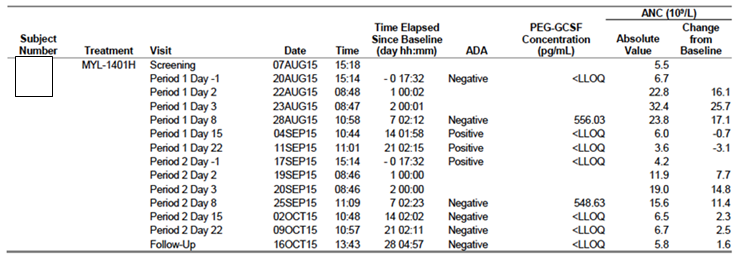 ANC (10⁹/L)
Subject Number Treatment Visit Date Time Time Elapsed Since Baseline (day hh:mm) ADA PEG-GCSF Concentration (pg/mL) Absolute Value Change from Baseline
MYL-1401H Screening 07AUG15 15:18 5.5
Period 1 Day -1 20AUG15 15:14 - 0 17:32 Negative <LLOQ 6.7
Period 1 Day 2 22AUG15 08:48 1 00:02 22.8 16.1
Period 1 Day 3 23AUG15 08:47 2 00:01 32.4 25.7
Period 1 Day 8 28AUG15 10:58 7 02:12 Negative 556.03 23.8 17.1
Period 1 Day 15 04SEP15 10:44 14 01:58 Positive <LLOQ 6.0 -0.7
Period 1 Day 22 11SEP15 11:01 21 02:15 Positive <LLOQ 3.6 -3.1
Period 2 Day -1 17SEP15 15:14 - 0 17:32 Positive <LLOQ 4.2
Period 2 Day 2 19SEP15 08:46 1 00:00 11.9 7.7
Period 2 Day 3 20SEP15 08:46 2 00:00 19.0 14.8
Period 2 Day 8 25SEP15 11:09 7 02:23 Negative 548.63 15.6 11.4
Period 2 Day 15 02OCT15 10:48 14 02:02 Negative <LLOQ 6.5 2.3
Period 2 Day 22 09OCT15 10:57 21 02:11 Negative <LLOQ 6.7 2.5
Follow-Up 16OCT15 13:43 28 04:57 Negative <LLOQ 5.8 1.6